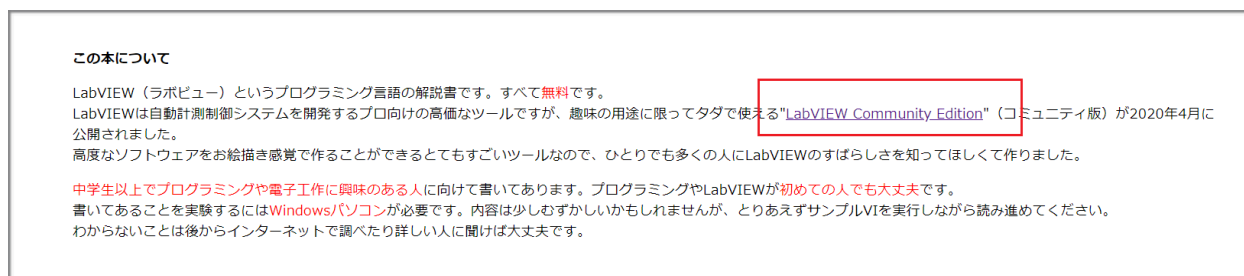 この本について
LabVIEW（ラボビュー）というプログラミング言語の解説書です。すべて無料です。
LabVIEWは自動計測制御システムを開発するプロ向けの高価なツールですが、趣味の用途に限ってタダで使える"LabVIEW Community Edition"（コミュニティ版）が2020年4月に
公開されました。
高度なソフトウェアをお絵描き感覚で作ることができるとてもすごいツールなので、ひとりでも多くの人にLabVIEWのすばらしさを知ってほしくて作りました。
中学生以上でプログラミングや電子工作に興味のある人に向けて書いてあります。プログラミングやLabVIEWが初めての人でも大丈夫です。
書いてあることを実験するにはWindowsパソコンが必要です。内容は少しむずかしいかもしれませんが、とりあえずサンプルVIを実行しながら読み進めてください。
わからないことは後からインターネットで調べたり詳しい人に聞けば大丈夫です。